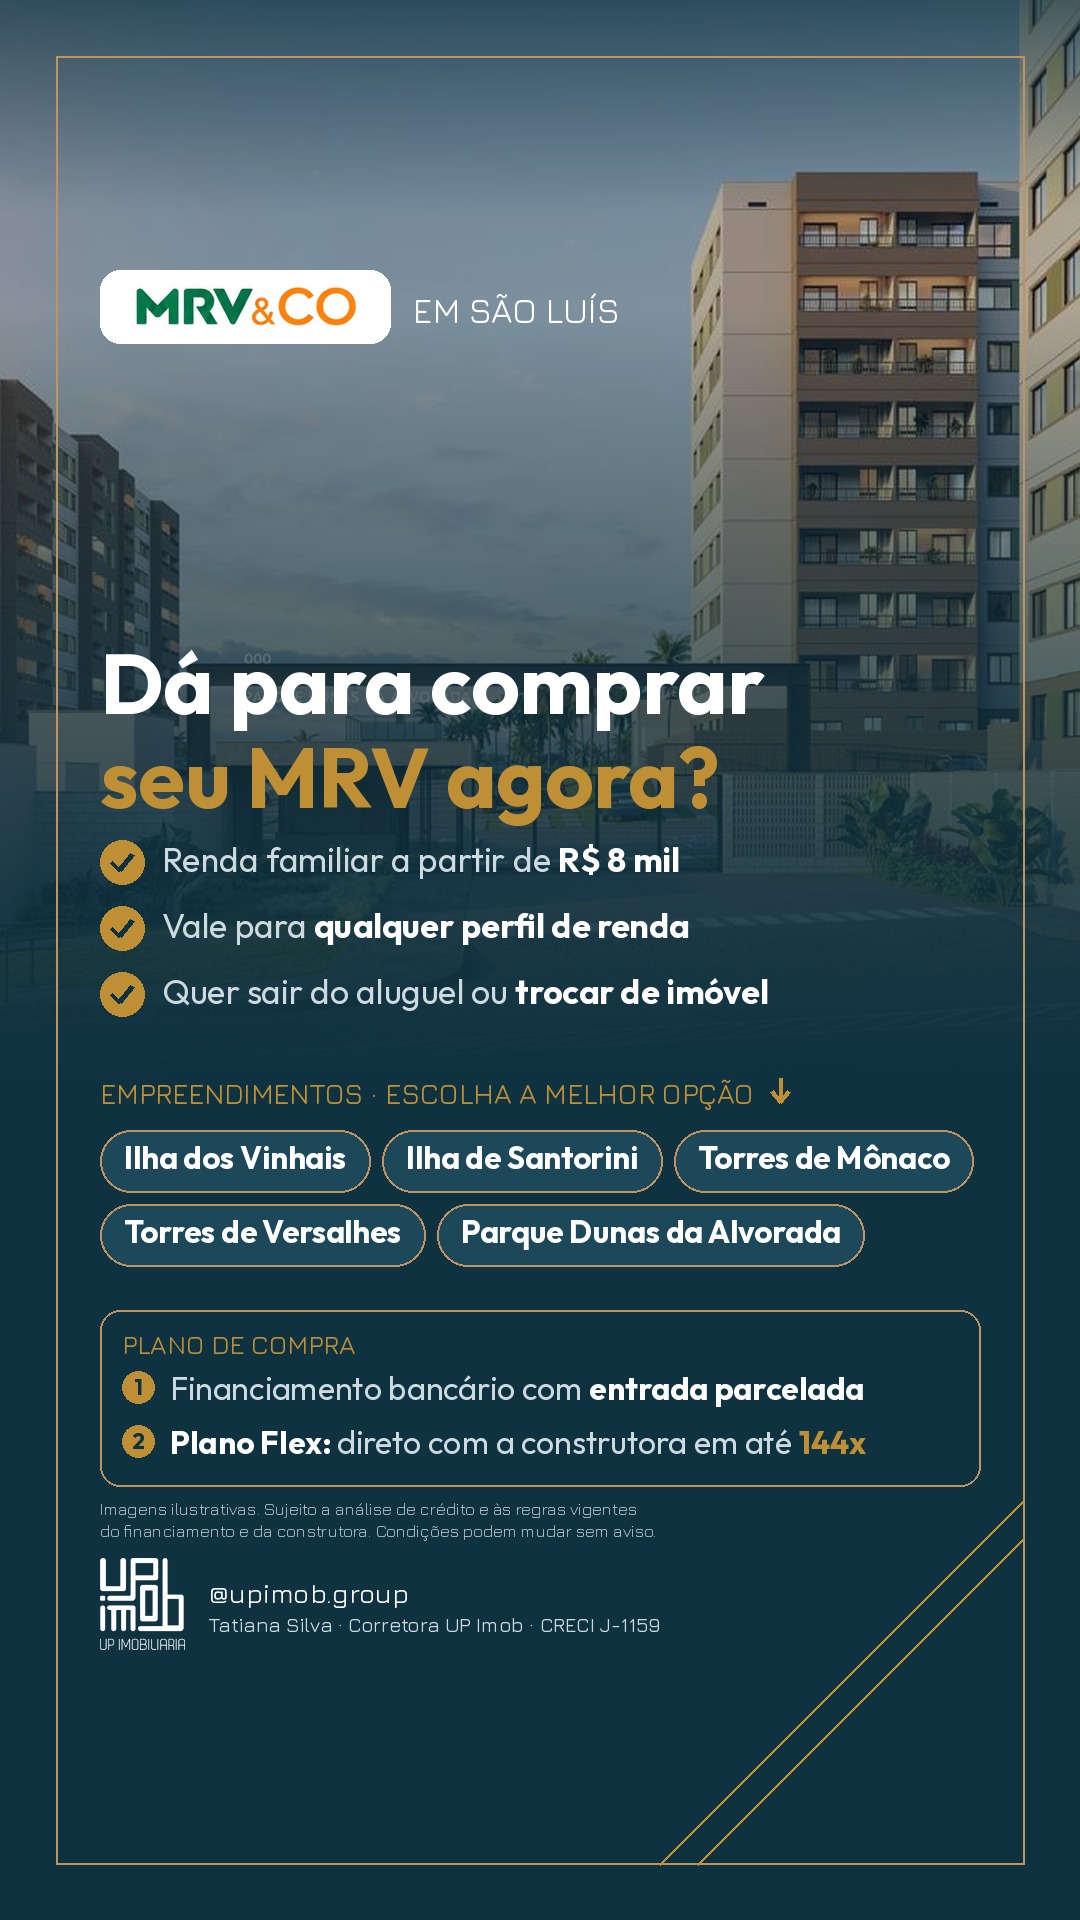 MRV&CO EM SÃO LUÍS
Dá para comprar
seu MRV agora?
Renda familiar a partir de R$ 8 mil
Vale para qualquer perfil de renda
Quer sair do aluguel ou trocar de imóvel
EMPREENDIMENTOS · ESCOLHA A MELHOR OPÇÃO ↓
Ilha dos Vinhais Ilha de Santorini Torres de Mônaco
Torres de Versalhes Parque Dunas da Alvorada
PLANO DE COMPRA
1 Financiamento bancário com entrada parcelada
2 Plano Flex: direto com a construtora em até 144x
Imagens ilustrativas. Sujeito a análise de crédito e às regras vigentes
do financiamento e da construtora. Condições podem mudar sem aviso.
UP imob
UP IMOBILIARIA
@upimob.group
Tatiana Silva · Corretora UP Imob · CRECI J-1159